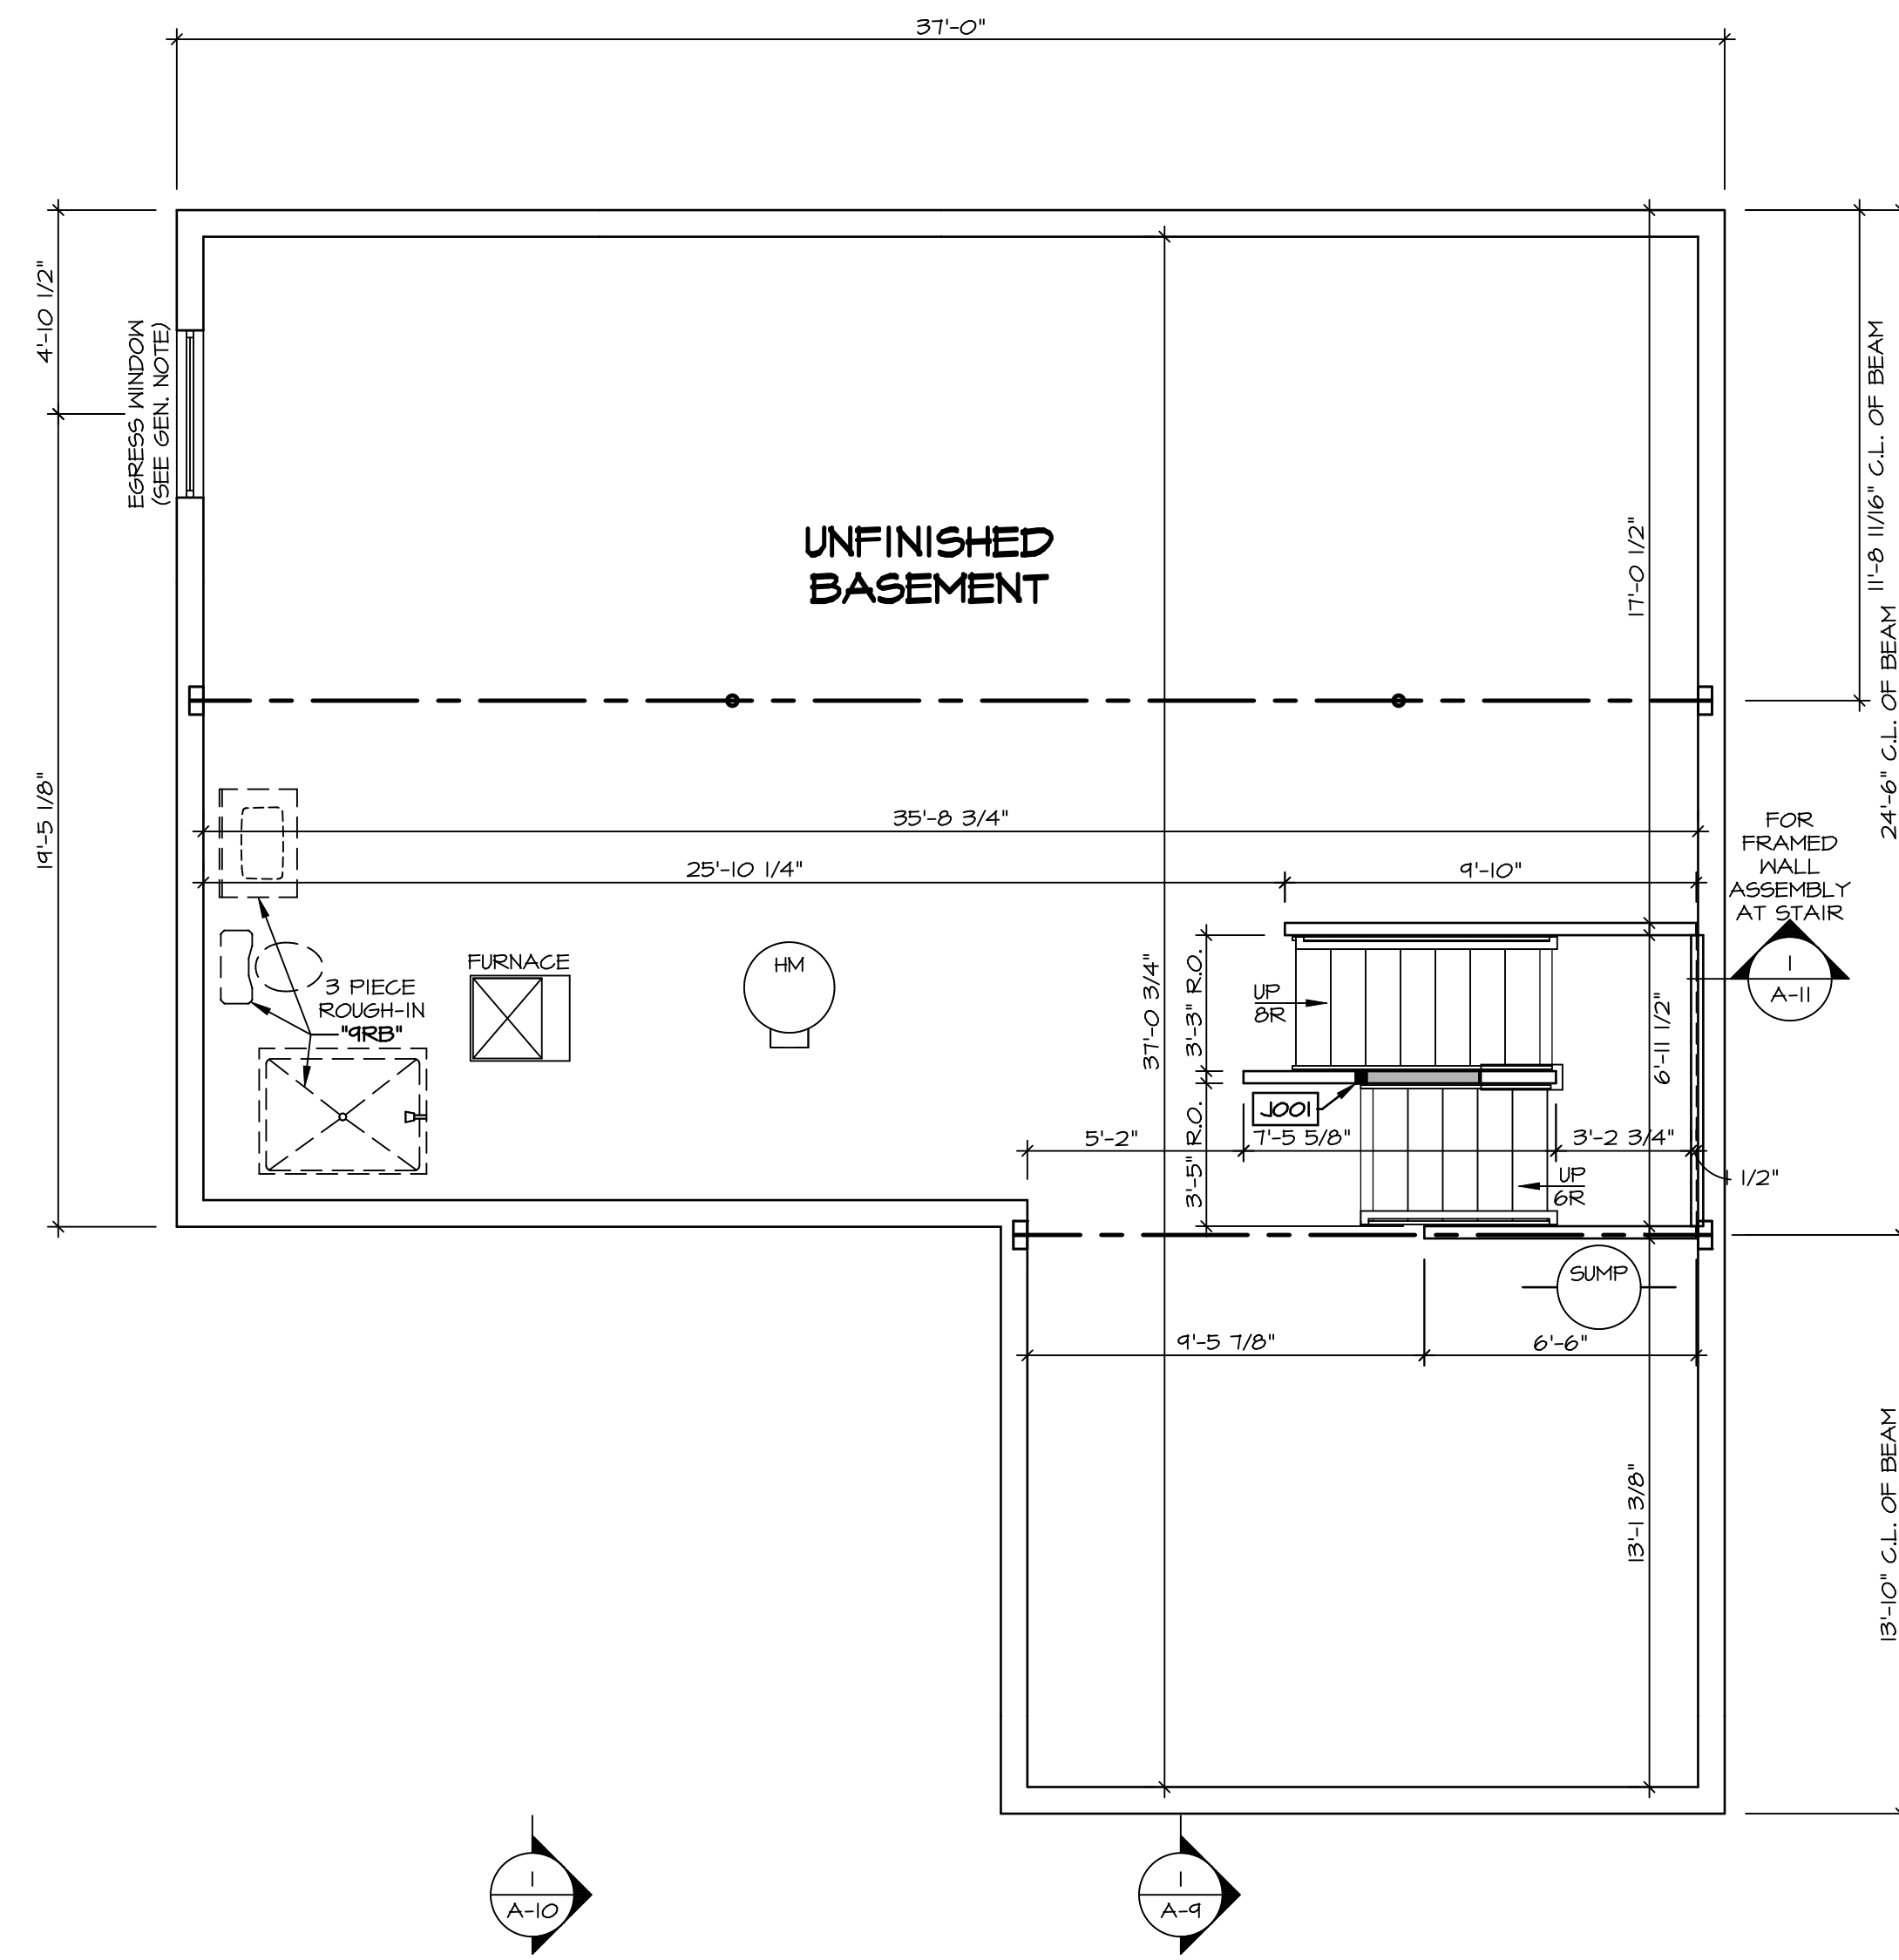 37'-0"
4'-10 1/2"
EGRESS WINDOW
(SEE GEN. NOTE)
UNFINISHED
BASEMENT
17'-0 1/2"
11'-8 11/16" C.L. OF BEAM
24'-6" C.L. OF BEAM
19'-5 1/8"
35'-8 3/4"
25'-10 1/4"
9'-10"
FOR
FRAMED
WALL
ASSEMBLY
AT STAIR
1
A-11
FURNACE
HW
3 PIECE
ROUGH-IN
"9RB"
37'-0 3/4"
3'-3" R.O.
UP
8R
6'-11 1/2"
J001
3'-5" R.O.
5'-2"
7'-5 5/8"
3'-2 3/4"
1 1/2"
UP
6R
SUMP
9'-5 7/8"
6'-6"
13'-1 3/8"
13'-10" C.L. OF BEAM
1
A-10
1
A-9